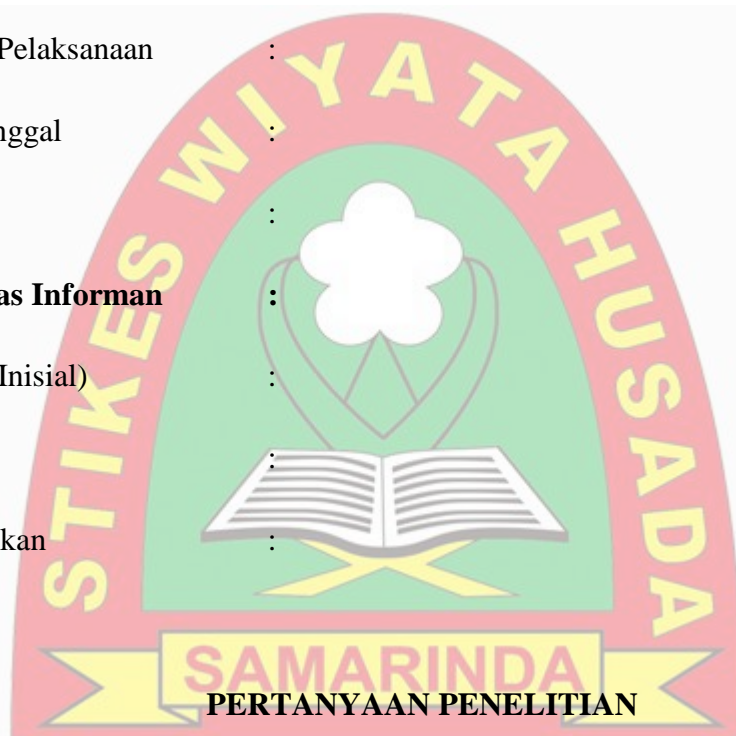 Pelaksanaan :
nggal :
:
as Informan :
Inisial) :
:
kan :
STIKES WIYATA HUSADA
SAMARINDA
PERTANYAAN PENELITIAN